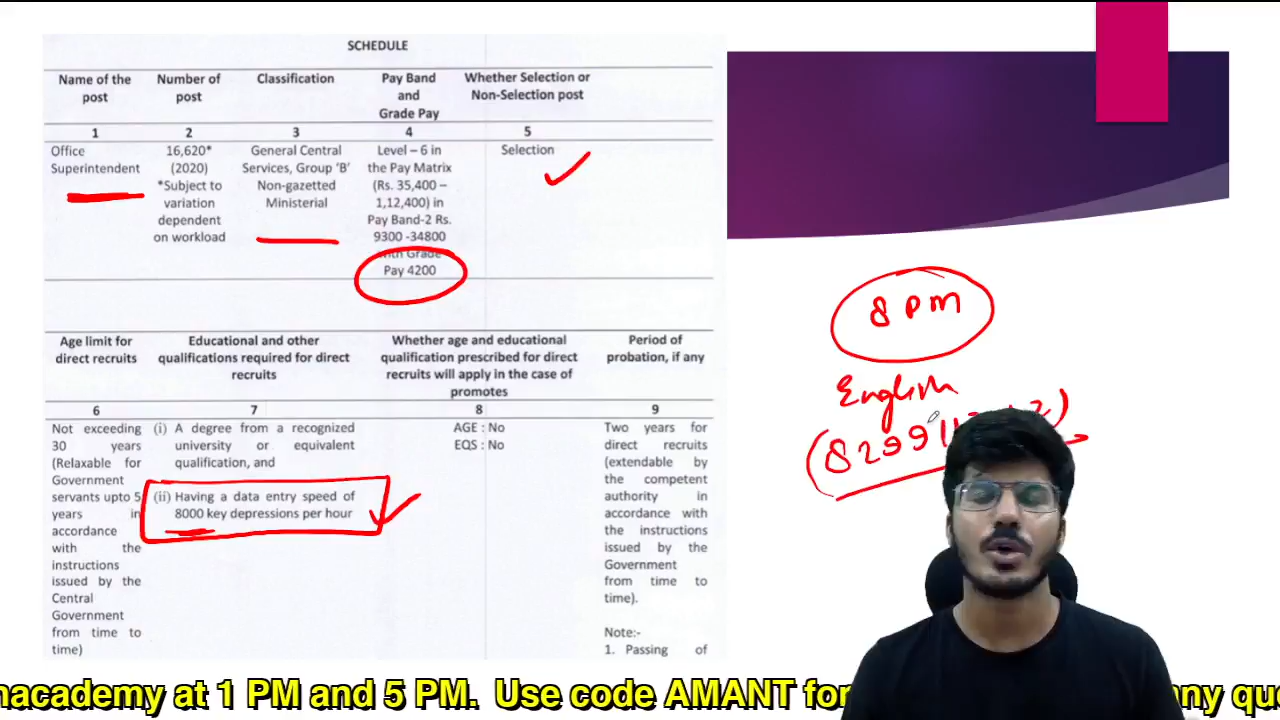 SCHEDULE
Name of the post
Number of post
Classification
Pay Band and Grade Pay
Whether Selection or Non-Selection post
1 2 3 4 5
Office Superintendent
16,620*
(2020)
*Subject to
variation
dependent
on workload
General Central
Services, Group 'B'
Non-gazetted
Ministerial
Level – 6 in
the Pay Matrix
(Rs. 35,400 –
1,12,400) in
Pay Band-2 Rs.
9300 -34800
with Grade
Pay 4200
Selection
Age limit for
direct recruits
Educational and other
qualifications required for direct
recruits
Whether age and educational
qualification prescribed for direct
recruits will apply in the case of
promotes
Period of
probation, if any
6 7 8 9
Not exceeding
30 years
(Relaxable for
Government
servants upto 5
years in
accordance
with the
instructions
issued by the
Central
Government
from time to
time)
(i) A degree from a recognized
university or equivalent
qualification, and
(ii) Having a data entry speed of
8000 key depressions per hour
AGE : No
EQS : No
Two years for
direct recruits
(extendable by
the competent
authority in
accordance with
the instructions
issued by the
Government
from time to
time).
Note:-
1. Passing of
8 PM
English
nacademy at 1 PM and 5 PM. Use code AMANT for